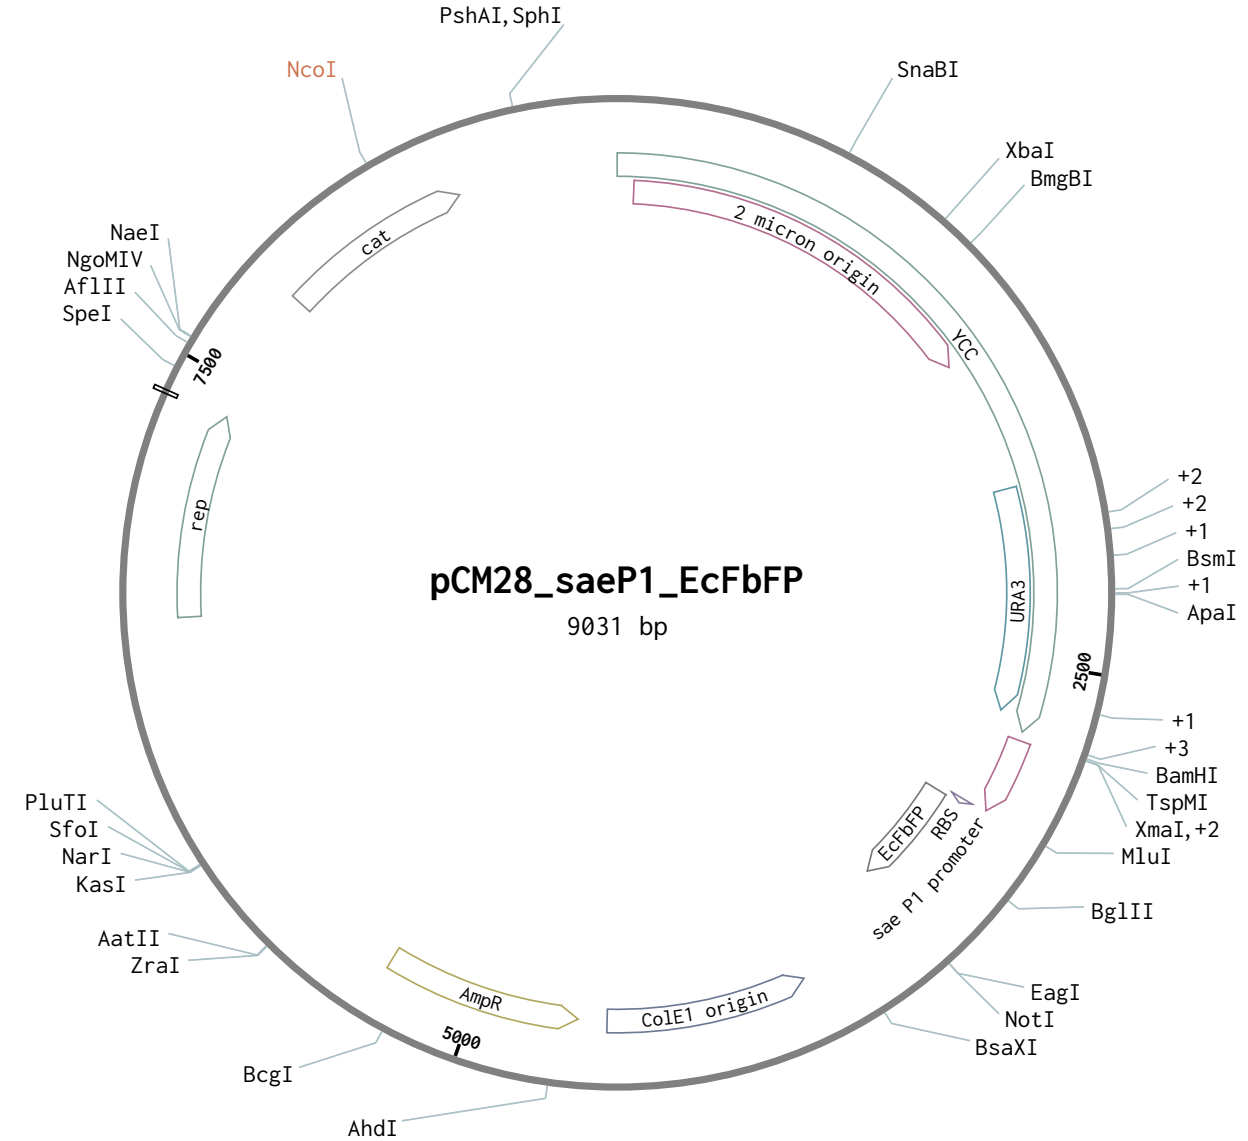 PshAI, SphI
NcoI
SnaBI
XbaI
BmgBI
2 micron origin
cat
NaeI
NgoMIV
AflII
SpeI
7500
YCC
rep
+2
+2
+1
BsmI
+1
ApaI
pCM28_saeP1_EcFbFP
9031 bp
URA3
2500
+1
+3
BamHI
TspMI
XmaI, +2
MluI
PluTI
SfoI
NarI
KasI
EcFbFP
RBS
sae P1 promoter
BglII
AatII
ZraI
AmpR
ColE1 origin
EagI
NotI
BsaXI
5000
BcgI
AhdI